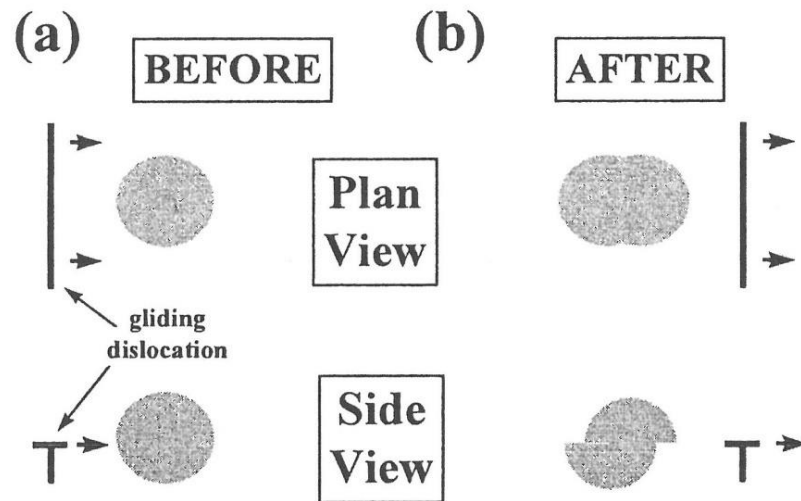 (a)
BEFORE
(b)
AFTER
Plan
View
gliding
dislocation
Side
View